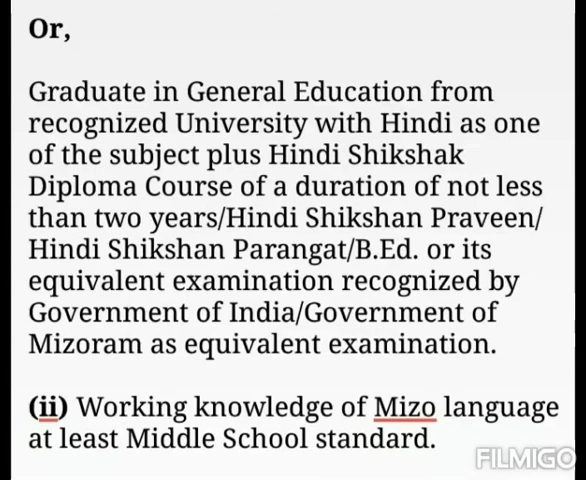 Or,
Graduate in General Education from
recognized University with Hindi as one
of the subject plus Hindi Shikshak
Diploma Course of a duration of not less
than two years/Hindi Shikshan Praveen/
Hindi Shikshan Parangat/B.Ed. or its
equivalent examination recognized by
Government of India/Government of
Mizoram as equivalent examination.
(ii) Working knowledge of Mizo language
at least Middle School standard.
FILMIGO